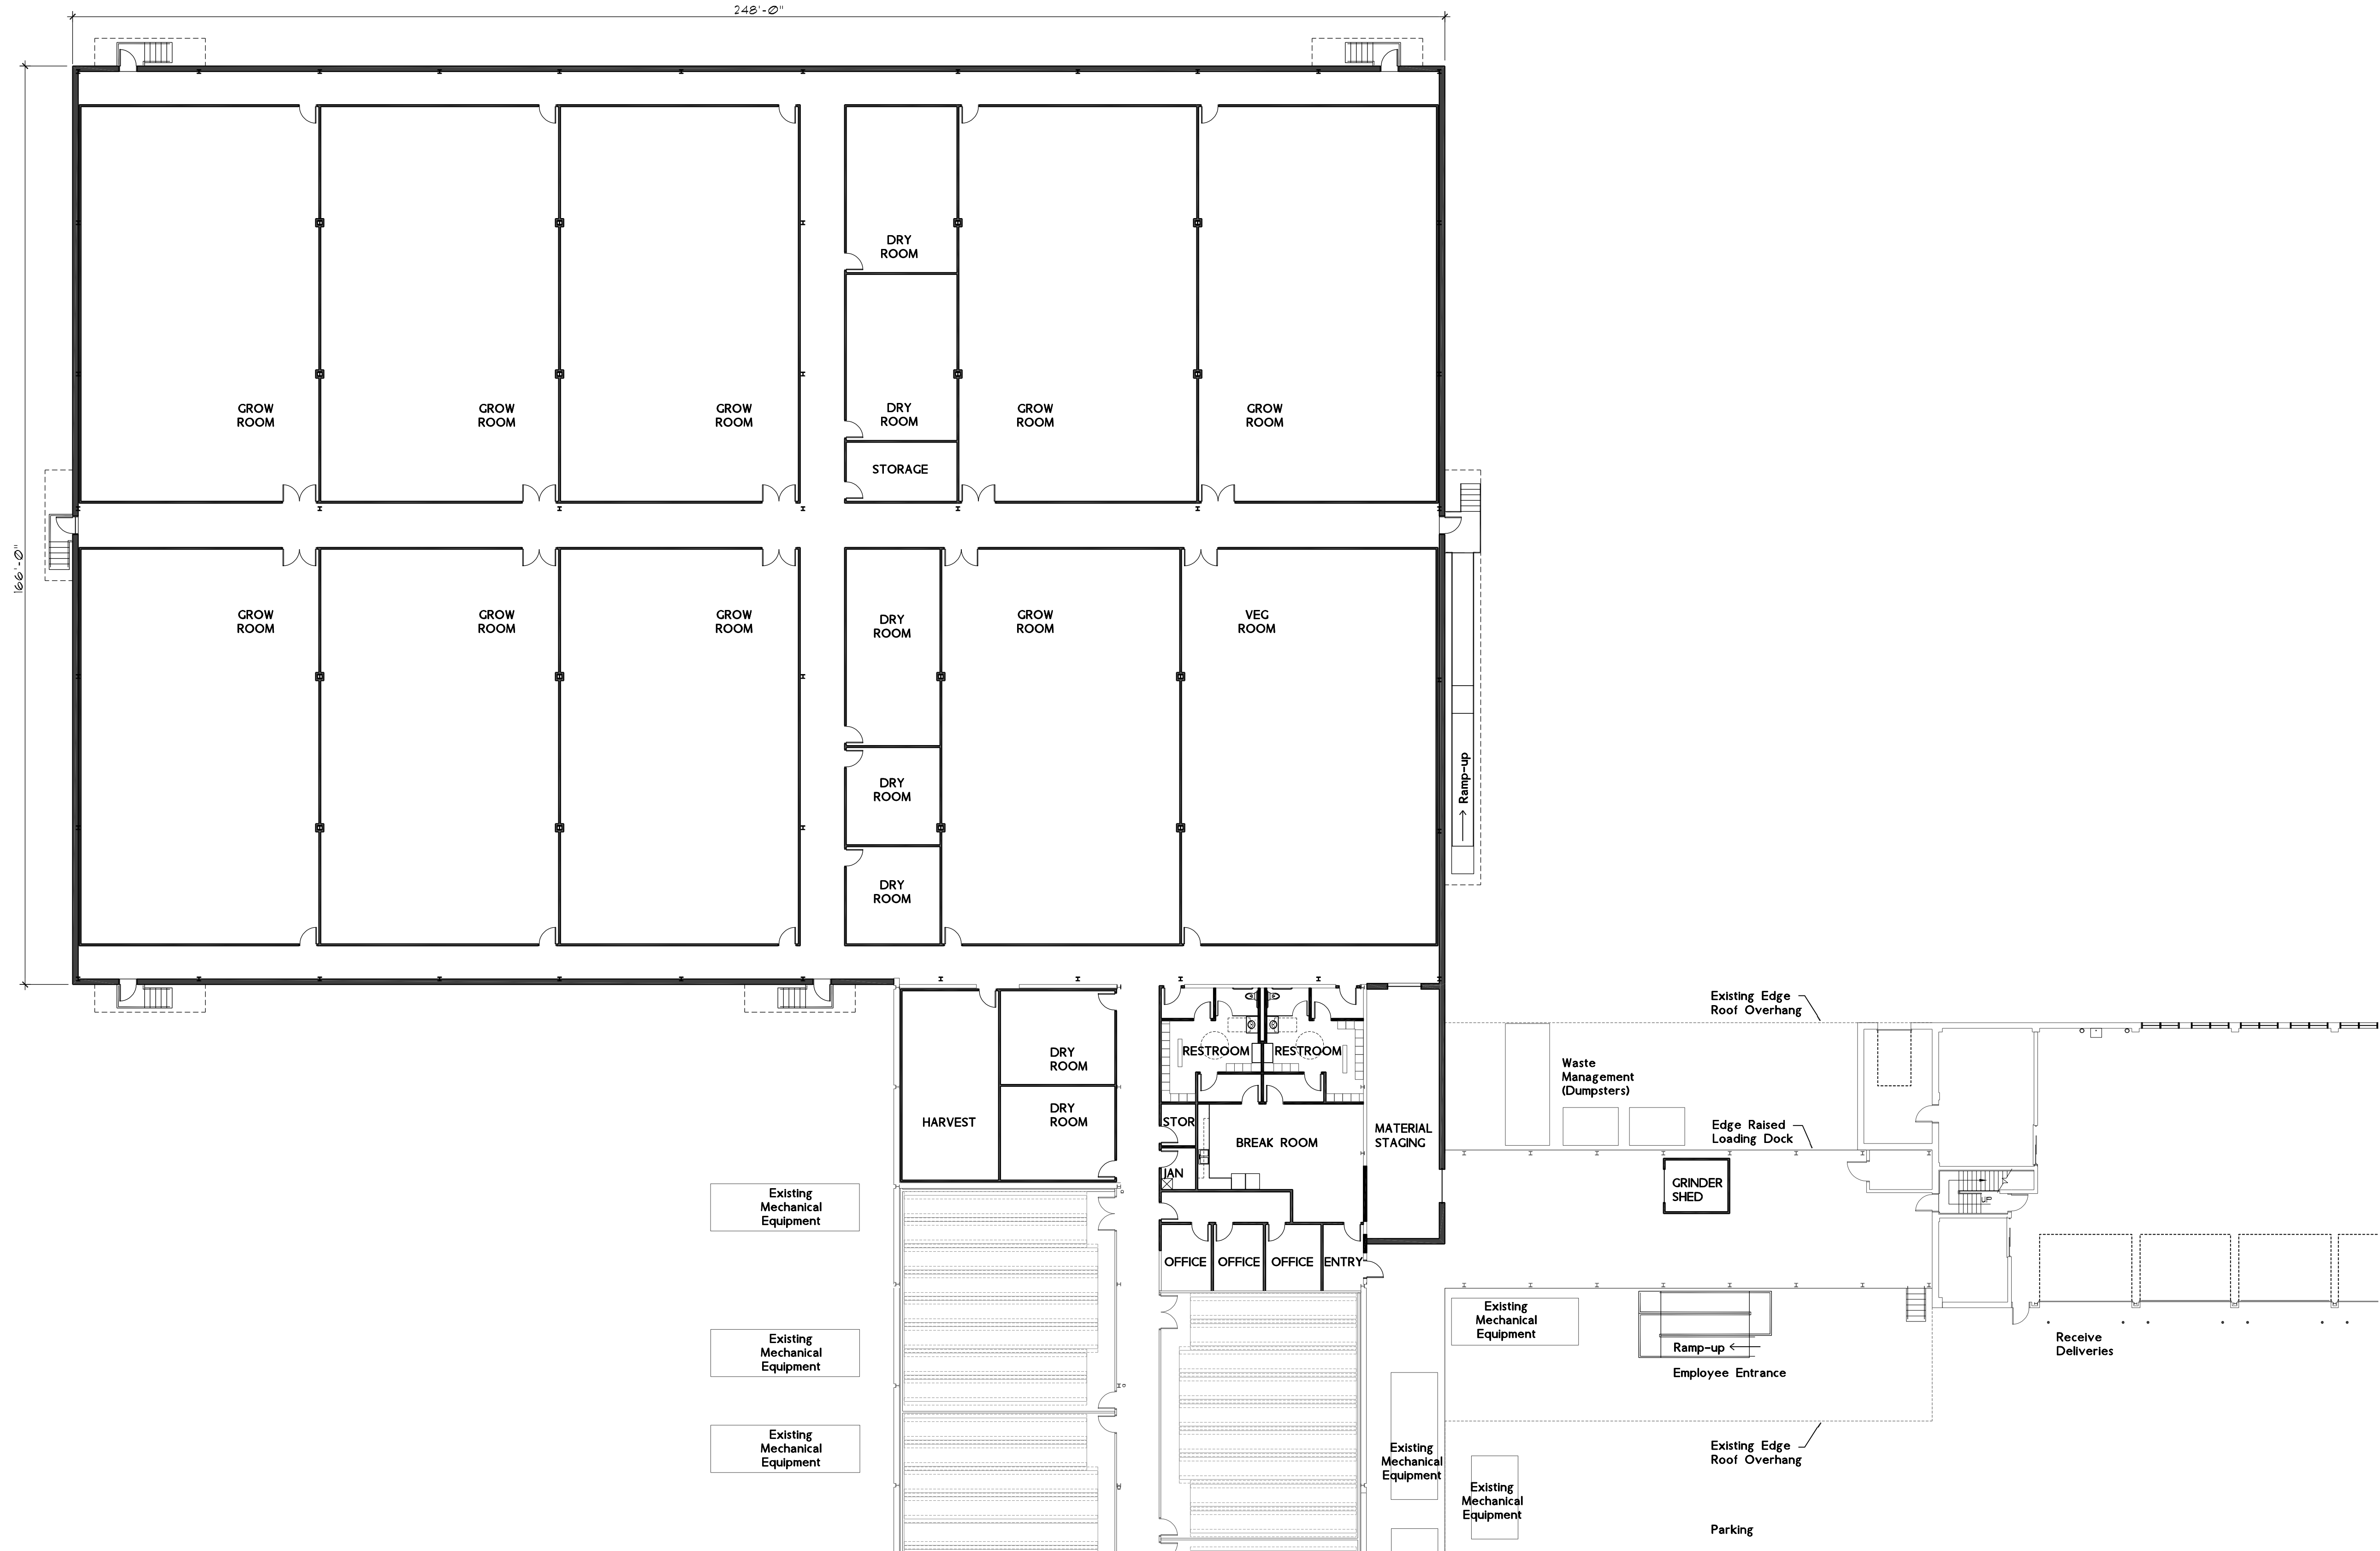 248'-0"
166'-0"
DRY
ROOM
GROW
ROOM
GROW
ROOM
GROW
ROOM
DRY
ROOM
GROW
ROOM
GROW
ROOM
STORAGE
GROW
ROOM
GROW
ROOM
GROW
ROOM
DRY
ROOM
GROW
ROOM
VEG
ROOM
DRY
ROOM
Ramp-up
DRY
ROOM
HARVEST
DRY
ROOM
DRY
ROOM
RESTROOM
RESTROOM
STOR
JAN
BREAK ROOM
MATERIAL
STAGING
OFFICE
OFFICE
OFFICE
ENTRY
Existing Edge
Roof Overhang
Waste
Management
(Dumpsters)
Edge Raised
Loading Dock
GRINDER
SHED
UP
Existing
Mechanical
Equipment
Existing
Mechanical
Equipment
Existing
Mechanical
Equipment
Existing
Mechanical
Equipment
Ramp-up
Employee Entrance
Receive
Deliveries
Existing
Mechanical
Equipment
Existing Edge
Roof Overhang
Existing
Mechanical
Equipment
Parking